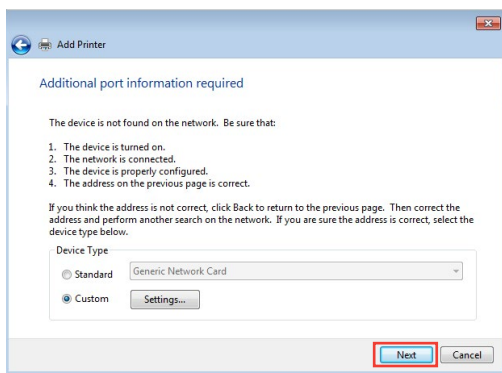 Add Printer
Additional port information required
The device is not found on the network. Be sure that:
1. The device is turned on.
2. The network is connected.
3. The device is properly configured.
4. The address on the previous page is correct.
If you think the address is not correct, click Back to return to the previous page. Then correct the
address and perform another search on the network. If you are sure the address is correct, select the
device type below.
Device Type
Standard Generic Network Card
Custom Settings...
Next Cancel